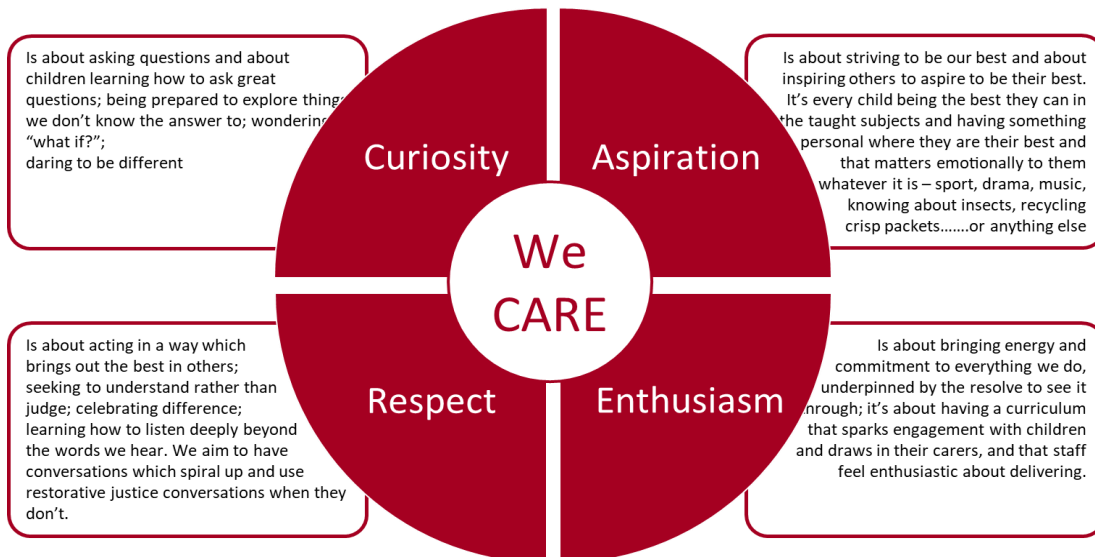 Is about asking questions and about
children learning how to ask great
questions; being prepared to explore things
we don’t know the answer to; wondering
“what if?”;
daring to be different
Curiosity
Aspiration
Is about striving to be our best and about
inspiring others to aspire to be their best.
It’s every child being the best they can in
the taught subjects and having something
personal where they are their best and
that matters emotionally to them
whatever it is – sport, drama, music,
knowing about insects, recycling
crisp packets.......or anything else
We
CARE
Is about acting in a way which
brings out the best in others;
seeking to understand rather than
judge; celebrating difference;
learning how to listen deeply beyond
the words we hear. We aim to have
conversations which spiral up and use
restorative justice conversations when they
don’t.
Respect
Enthusiasm
Is about bringing energy and
commitment to everything we do,
underpinned by the resolve to see it
through; it’s about having a curriculum
that sparks engagement with children
and draws in their carers, and that staff
feel enthusiastic about delivering.